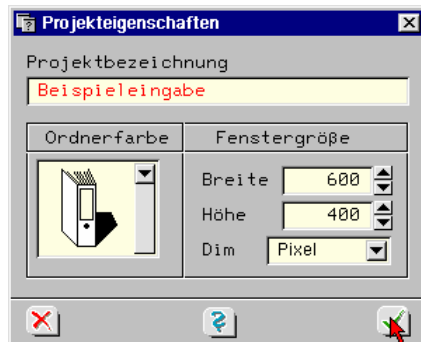 Projekteigenschaften
Projektbezeichnung
Beispieleingabe
Ordnerfarbe
Fenstergröße
Breite 600
Höhe 400
Dim Pixel